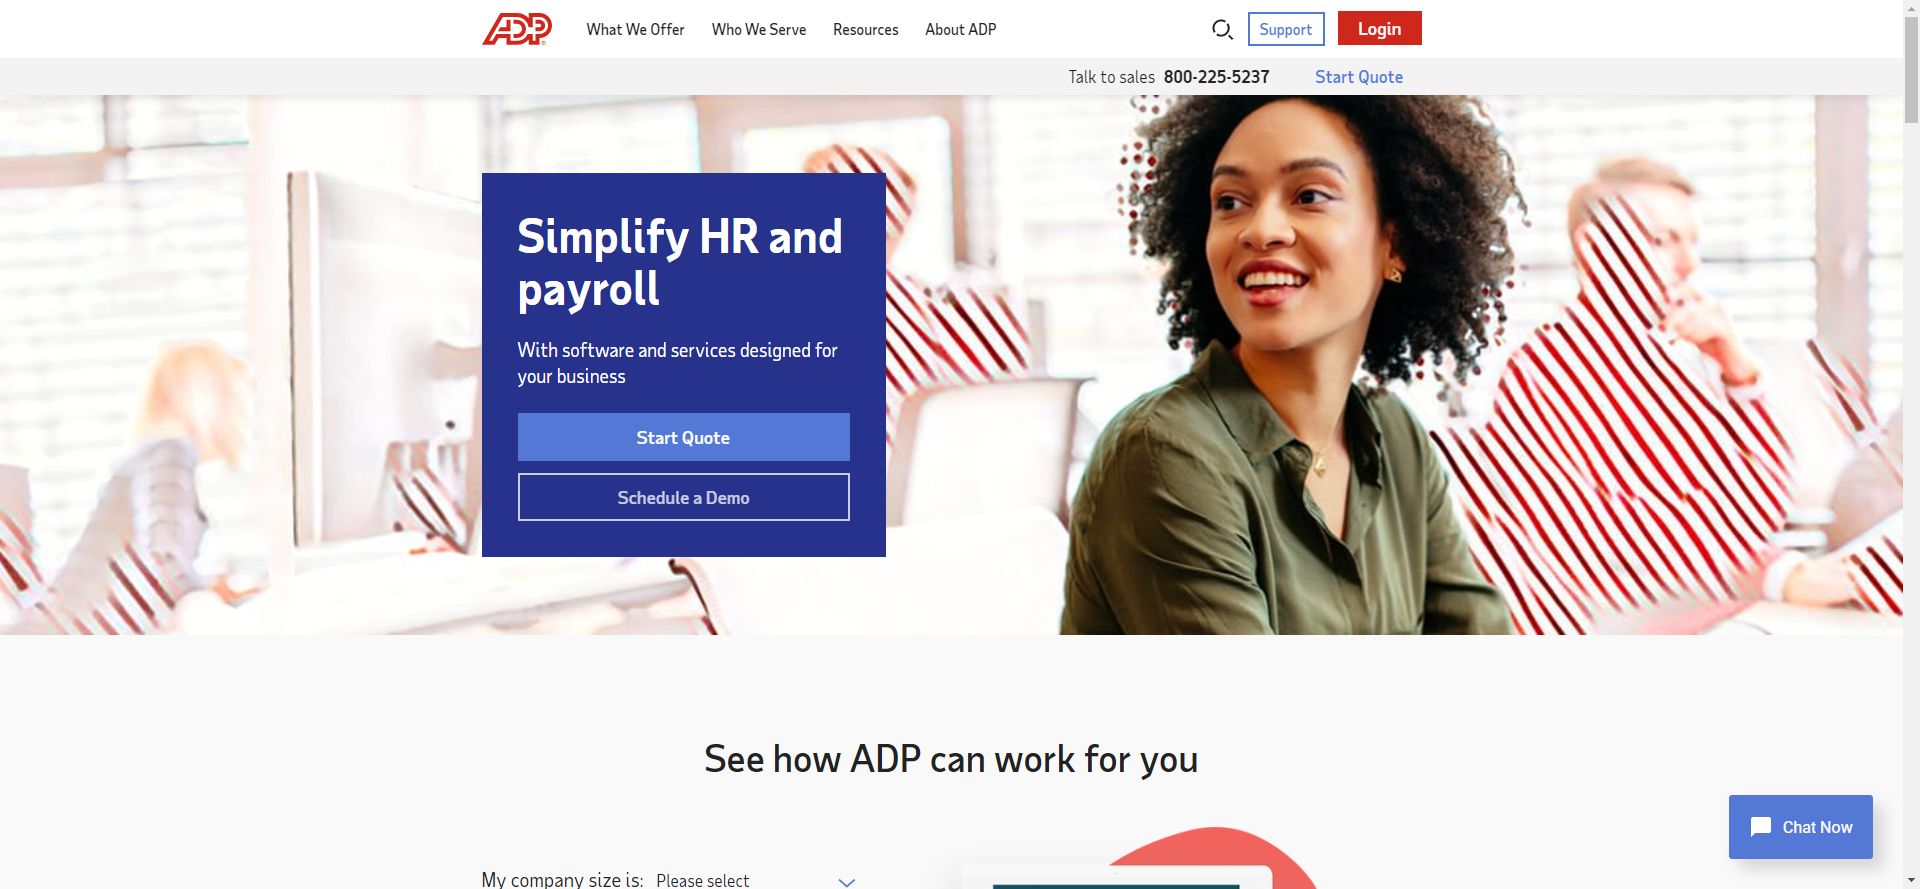 ADP
What We Offer
Who We Serve
Resources
About ADP
Support
Login
Talk to sales 800-225-5237
Start Quote
Simplify HR and
payroll
With software and services designed for
your business
Start Quote
Schedule a Demo
See how ADP can work for you
My company size is: Please select
Chat Now